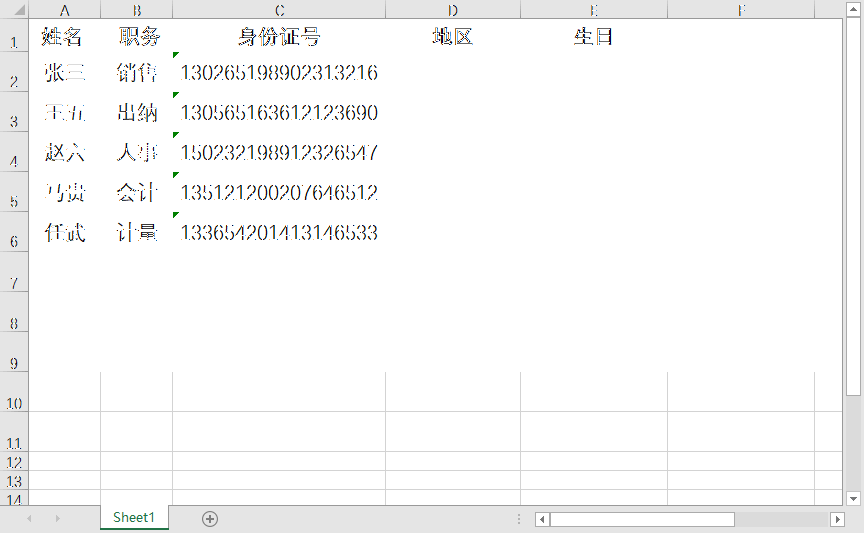 A B C D E F
1 姓名 职务 身份证号 地区 生日
2 张三 销售 130265198902313216
3 王五 出纳 130565163612123690
4 赵六 人事 150232198912326547
5 马贵 会计 135121200207646512
6 任武 计量 133654201413146533
7
8
9
10
11
12
13
14
Sheet1